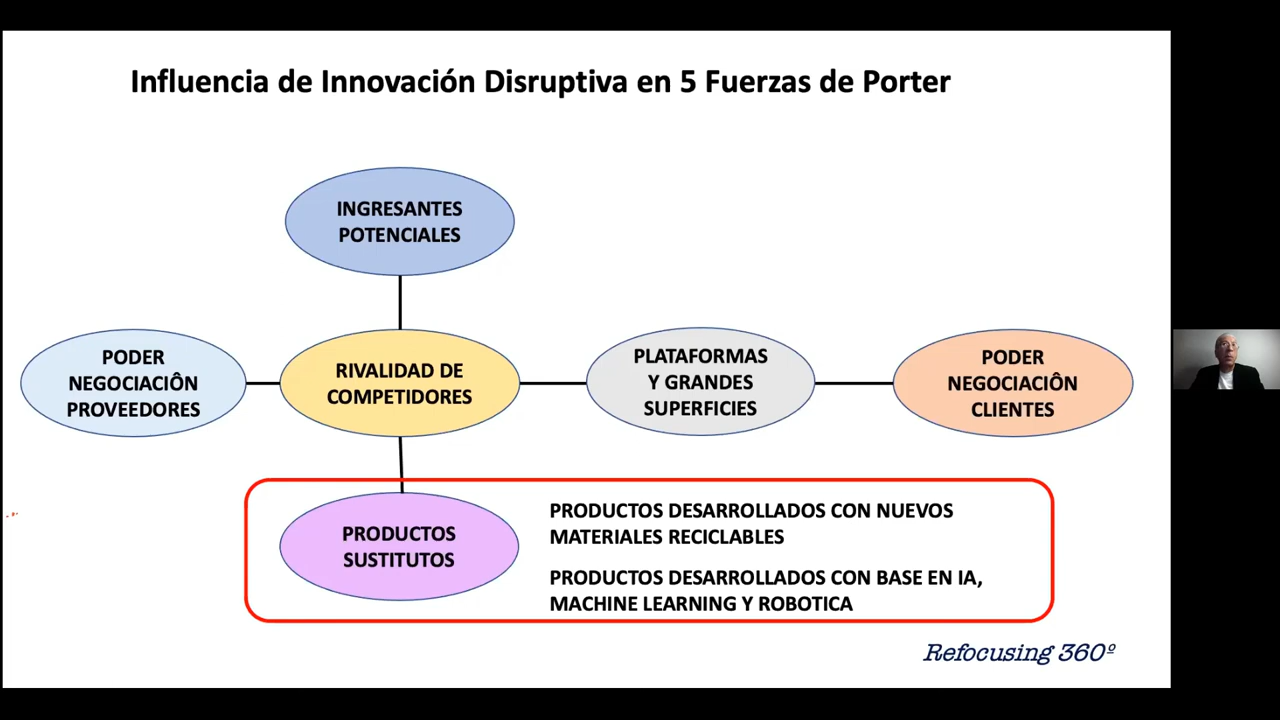 Influencia de Innovación Disruptiva en 5 Fuerzas de Porter
INGRESANTES
POTENCIALES
PODER
NEGOCIACIÔN
PROVEEDORES
RIVALIDAD DE
COMPETIDORES
PLATAFORMAS
Y GRANDES
SUPERFICIES
PODER
NEGOCIACIÔN
CLIENTES
PRODUCTOS
SUSTITUTOS
PRODUCTOS DESARROLLADOS CON NUEVOS
MATERIALES RECICLABLES
PRODUCTOS DESARROLLADOS CON BASE EN IA,
MACHINE LEARNING Y ROBOTICA
Refocusing 360º